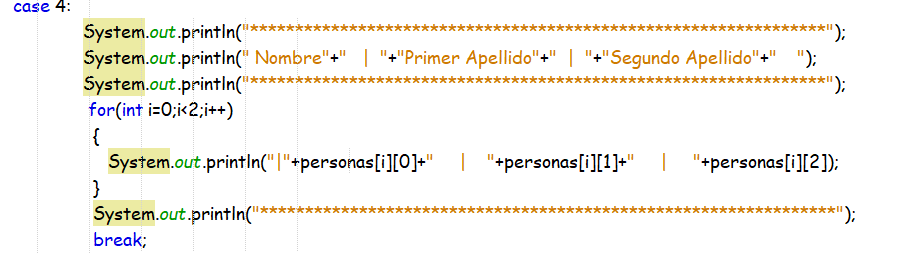 case 4:
System.out.println("****************************************************************");
System.out.println(" Nombre"+"   |  "+"Primer Apellido"+" |  "+"Segundo Apellido"+"   ");
System.out.println("****************************************************************");
for(int i=0;i<2;i++)
{
System.out.println("|"+personas[i][0]+"    |   "+personas[i][1]+"    |    "+personas[i][2]);
}
System.out.println("****************************************************************");
break;